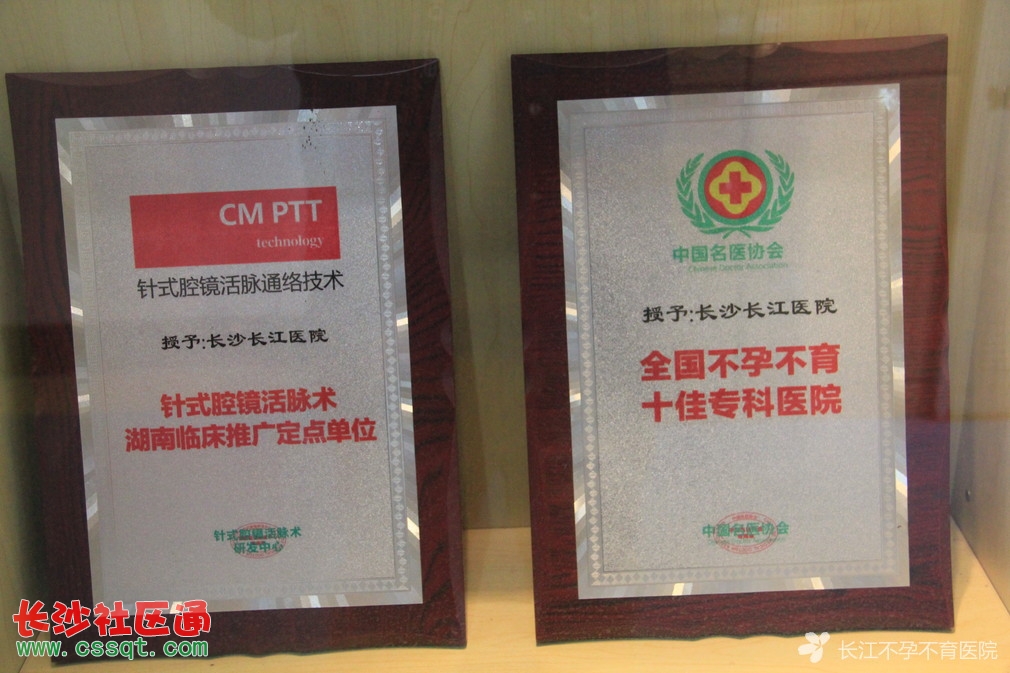 CM PTT
technology
针式腔镜活脉通络技术
授予:长沙长江医院
针式腔镜活脉术
湖南临床推广定点单位
针式腔镜活脉术
研发中心
中国名医协会
Chinese Doctor Association
授予:长沙长江医院
全国不孕不育
十佳专科医院
中国名医协会
长沙社区通
www.cssqt.com
长江不孕不育医院